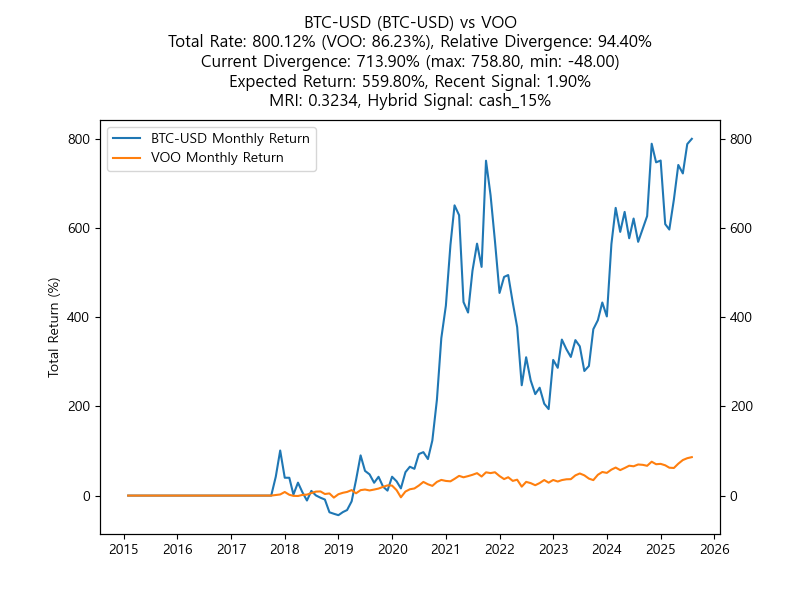 BTC-USD (BTC-USD) vs VOO
Total Rate: 800.12% (VOO: 86.23%), Relative Divergence: 94.40%
Current Divergence: 713.90% (max: 758.80, min: -48.00)
Expected Return: 559.80%, Recent Signal: 1.90%
MRI: 0.3234, Hybrid Signal: cash_15%
BTC-USD Monthly Return
VOO Monthly Return
Total Return (%)
800
600
400
200
0
800
600
400
200
0
2015 2016 2017 2018 2019 2020 2021 2022 2023 2024 2025 2026